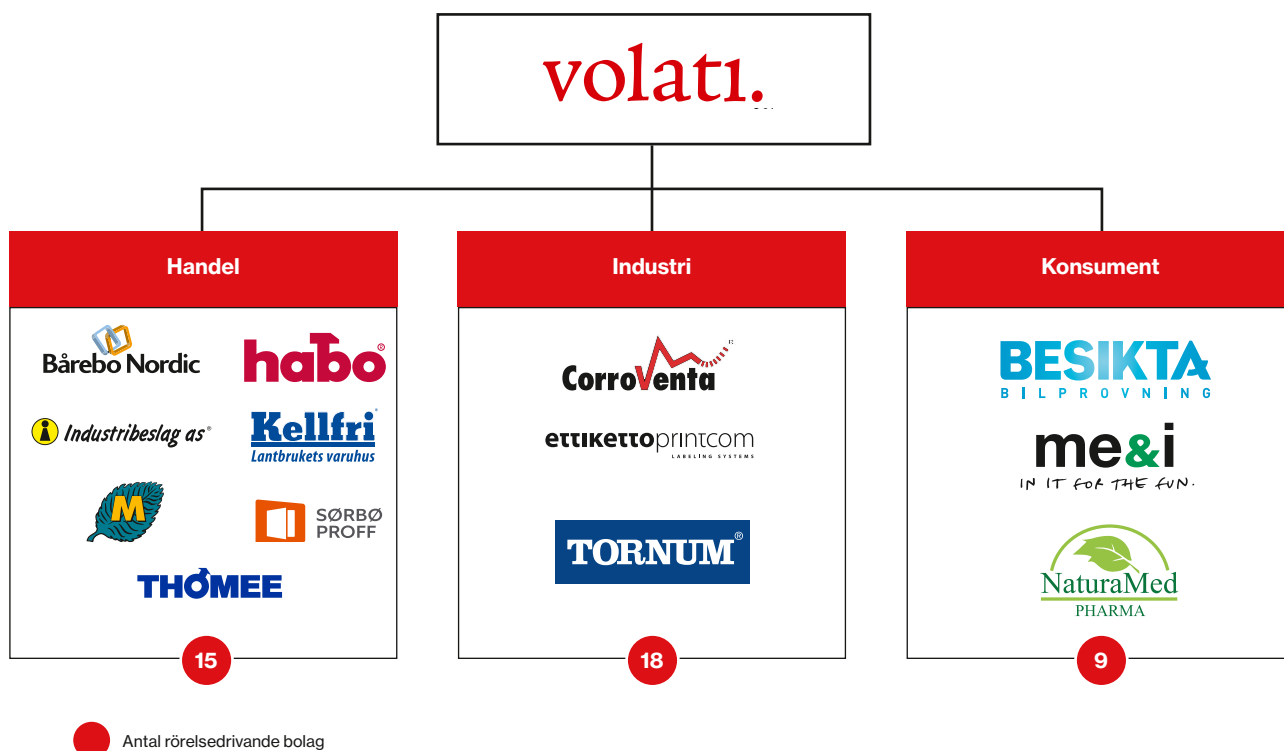 volati.
Handel
Bårebo Nordic
habo®
Industribeslag as®
Kellfri®
Lantbrukets varuhus
M
SØRBØ
PROFF
THOMEE
15
Industri
CorroVenta®
ettikettoprintcom
LABELING SYSTEMS
TORNUM®
18
Konsument
BESIKTA
BILPROVNING
me&i
IN IT FOR THE FUN.
NaturaMed
PHARMA
9
Antal rörelsedrivande bolag